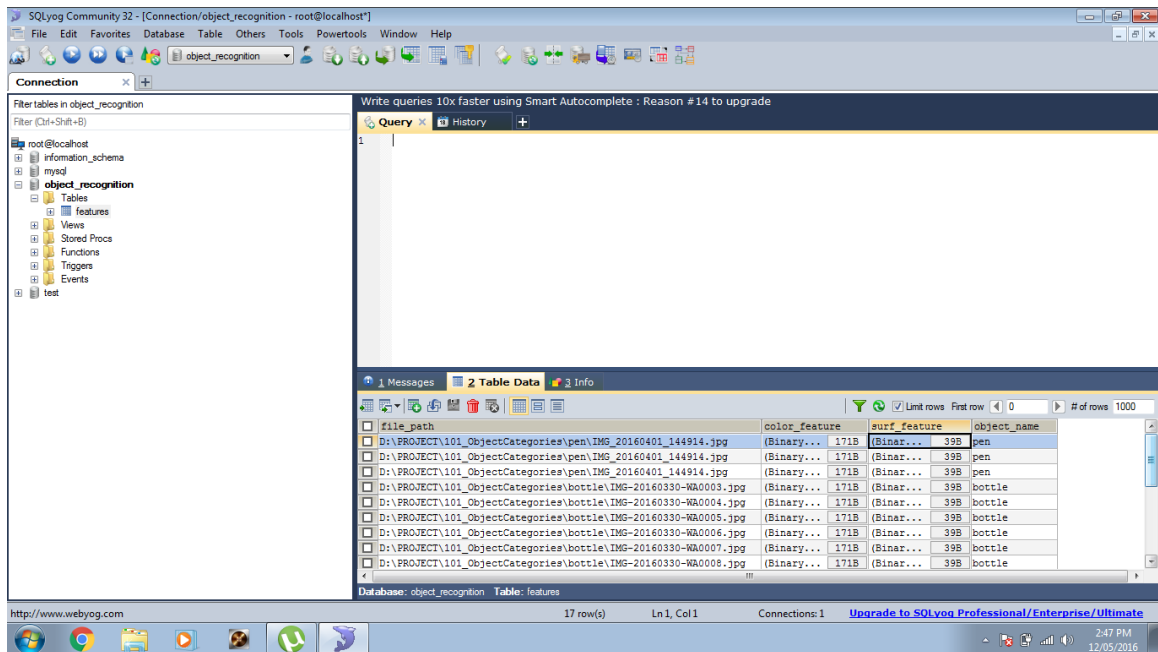 SQLyog Community 32 - [Connection/object_recognition - root@localhost*]
File Edit Favorites Database Table Others Tools Powertools Window Help
object_recognition
Connection
Filter tables in object_recognition
Filter (Ctrl+Shift+B)
root@localhost
information_schema
mysql
object_recognition
Tables
features
Views
Stored Procs
Functions
Triggers
Events
test
Write queries 10x faster using Smart Autocomplete : Reason #14 to upgrade
Query History
1
1 Messages 2 Table Data 3 Info
Limit rows First row 0 # of rows 1000
file_path color_feature surf_feature object_name
D:\PROJECT\101_ObjectCategories\pen\IMG_20160401_144914.jpg (Binary... 171B (Binar... 39B pen
D:\PROJECT\101_ObjectCategories\pen\IMG_20160401_144914.jpg (Binary... 171B (Binar... 39B pen
D:\PROJECT\101_ObjectCategories\pen\IMG_20160401_144914.jpg (Binary... 171B (Binar... 39B pen
D:\PROJECT\101_ObjectCategories\bottle\IMG-20160330-WA0003.jpg (Binary... 171B (Binar... 39B bottle
D:\PROJECT\101_ObjectCategories\bottle\IMG-20160330-WA0004.jpg (Binary... 171B (Binar... 39B bottle
D:\PROJECT\101_ObjectCategories\bottle\IMG-20160330-WA0005.jpg (Binary... 171B (Binar... 39B bottle
D:\PROJECT\101_ObjectCategories\bottle\IMG-20160330-WA0006.jpg (Binary... 171B (Binar... 39B bottle
D:\PROJECT\101_ObjectCategories\bottle\IMG-20160330-WA0007.jpg (Binary... 171B (Binar... 39B bottle
D:\PROJECT\101_ObjectCategories\bottle\IMG-20160330-WA0008.jpg (Binary... 171B (Binar... 39B bottle
Database: object_recognition Table: features
http://www.webyog.com 17 row(s) Ln 1, Col 1 Connections: 1 Upgrade to SQLyog Professional/Enterprise/Ultimate
2:47 PM
12/05/2016